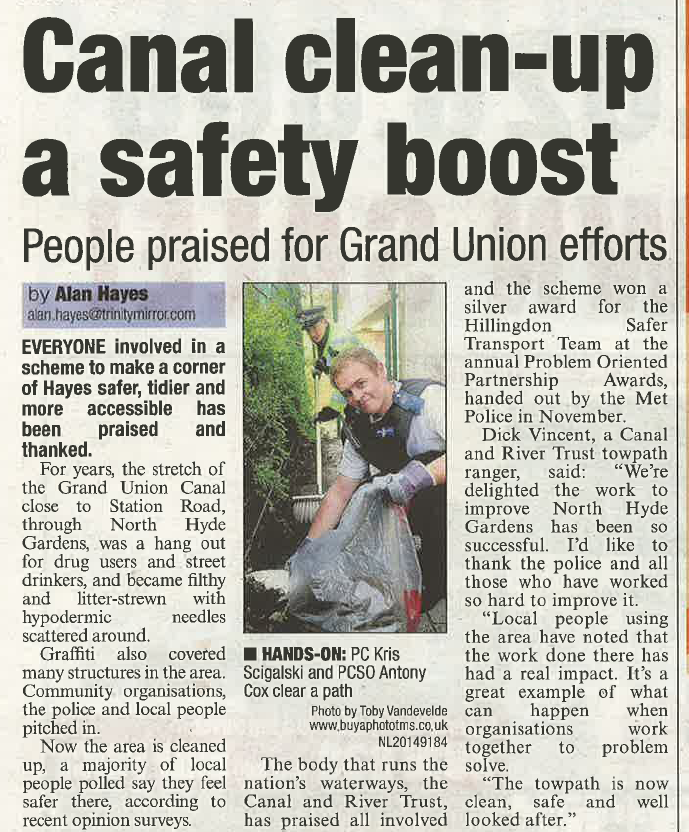 Canal clean-up
a safety boost
People praised for Grand Union efforts
by Alan Hayes
alan.hayes@trinitymirror.com
EVERYONE involved in a
scheme to make a corner
of Hayes safer, tidier and
more accessible has
been praised and
thanked.
For years, the stretch of
the Grand Union Canal
close to Station Road,
through North Hyde
Gardens, was a hang out
for drug users and street
drinkers, and became filthy
and litter-strewn with
hypodermic needles
scattered around.
Graffiti also covered
many structures in the area.
Community organisations,
the police and local people
pitched in.
Now the area is cleaned
up, a majority of local
people polled say they feel
safer there, according to
recent opinion surveys.
■ HANDS-ON: PC Kris
Scigalski and PCSO Antony
Cox clear a path
Photo by Toby Vandevelde
www.buyaphototms.co.uk
NL20149184
The body that runs the
nation's waterways, the
Canal and River Trust,
has praised all involved
and the scheme won a
silver award for the
Hillingdon Safer
Transport Team at the
annual Problem Oriented
Partnership Awards,
handed out by the Met
Police in November.
Dick Vincent, a Canal
and River Trust towpath
ranger, said: "We're
delighted the work to
improve North Hyde
Gardens has been so
successful. I'd like to
thank the police and all
those who have worked
so hard to improve it.
"Local people using
the area have noted that
the work done there has
had a real impact. It's a
great example of what
can happen when
organisations work
together to problem
solve.
"The towpath is now
clean, safe and well
looked after."